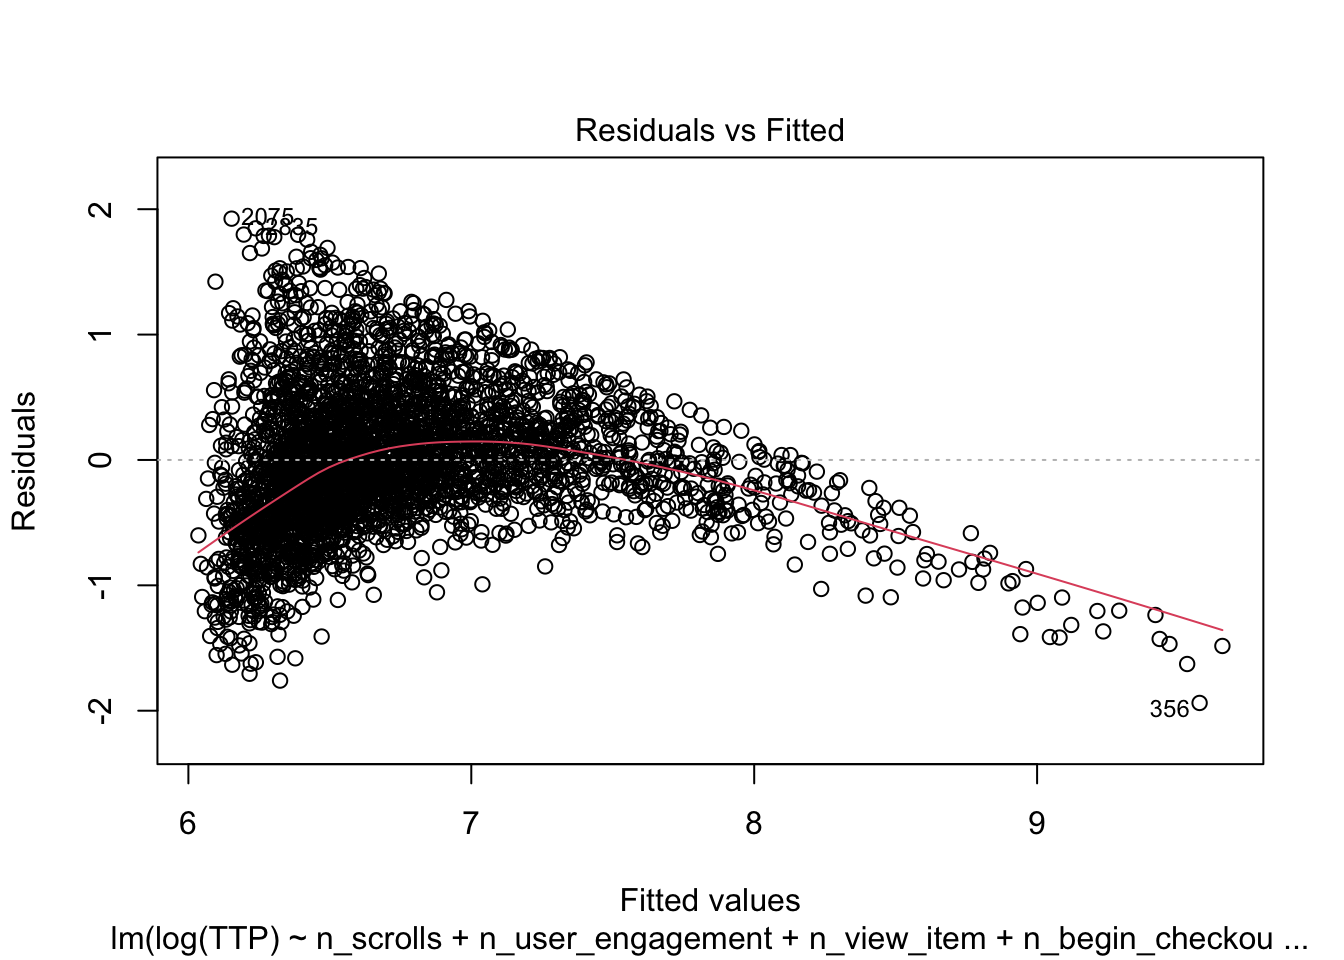 Residuals vs Fitted
Residuals
2
1
0
-1
-2
2075
2835
356
6 7 8 9
Fitted values
lm(log(TTP) ~ n_scrolls + n_user_engagement + n_view_item + n_begin_checkou ...